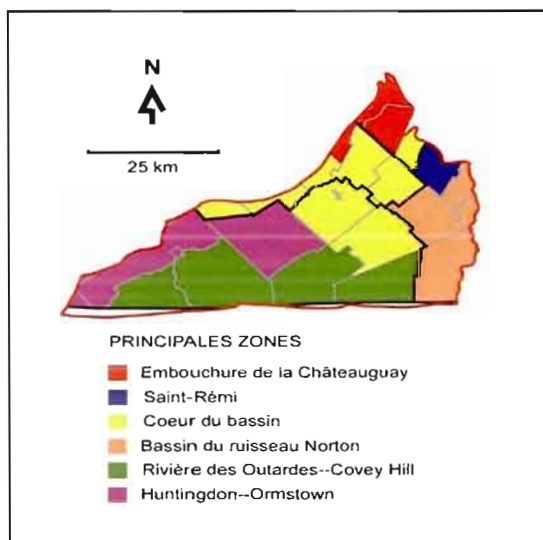 N
25 km
PRINCIPALES ZONES
Embouchure de la Châteauguay
Saint-Rémi
Coeur du bassin
Bassin du ruisseau Norton
Rivière des Outardes--Covey Hill
Huntingdon--Ormstown